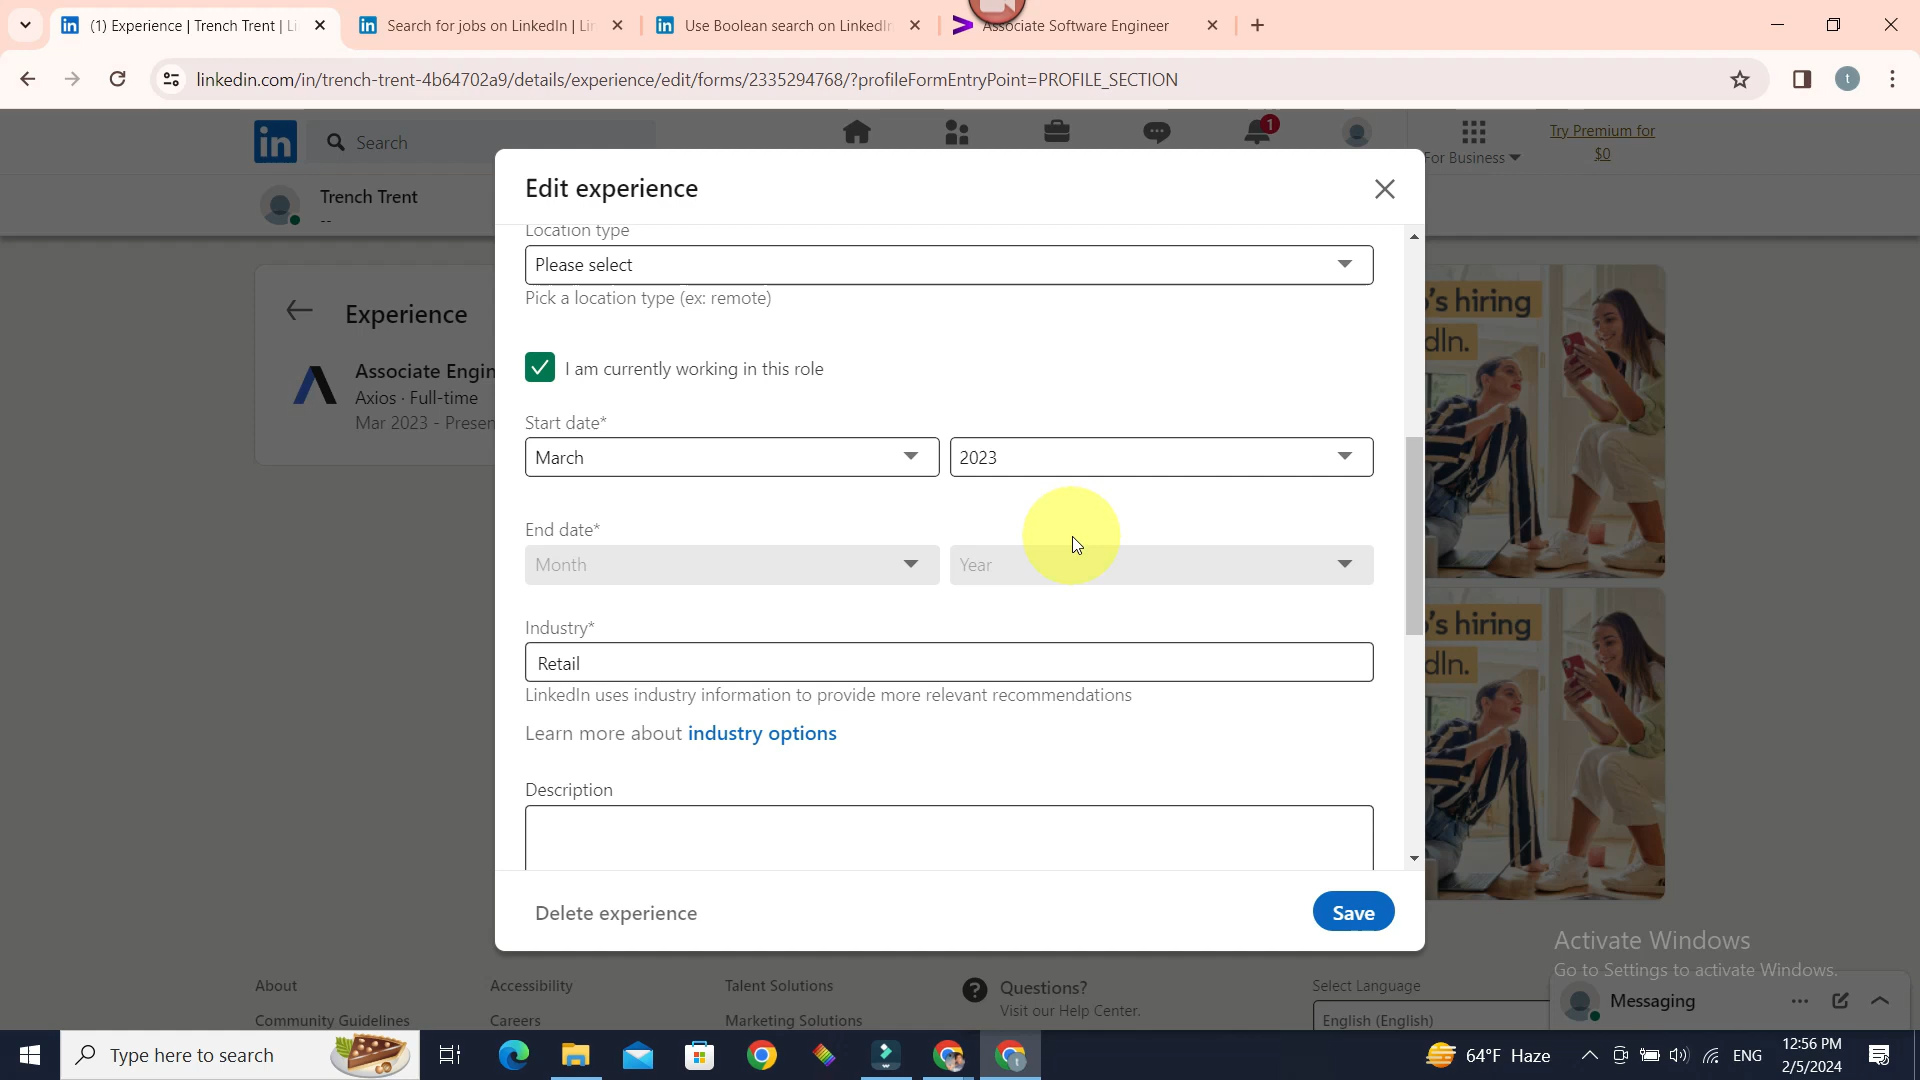 (1) Experience | Trench Trent | Li
Search for jobs on LinkedIn | Lin
Use Boolean search on LinkedIn
Associate Software Engineer
linkedin.com/in/trench-trent-4b64702a9/details/experience/edit/forms/2335294768/?profileFormEntryPoint=PROFILE_SECTION
t
in
Search
1
For Business
Try Premium for
$0
Trench Trent
--
Edit experience
Experience
Associate Engin
Axios · Full-time
Mar 2023 - Presen
Location type
Please select
Pick a location type (ex: remote)
I am currently working in this role
Start date*
March
2023
End date*
Month
Year
Industry*
Retail
LinkedIn uses industry information to provide more relevant recommendations
Learn more about industry options
Description
Delete experience
Save
's hiring
dIn.
's hiring
dIn.
Activate Windows
Go to Settings to activate Windows.
About
Accessibility
Talent Solutions
Questions?
Visit our Help Center.
Select Language
English (English)
Community Guidelines
Careers
Marketing Solutions
Messaging
Type here to search
t
64°F Haze
ENG
12:56 PM
2/5/2024